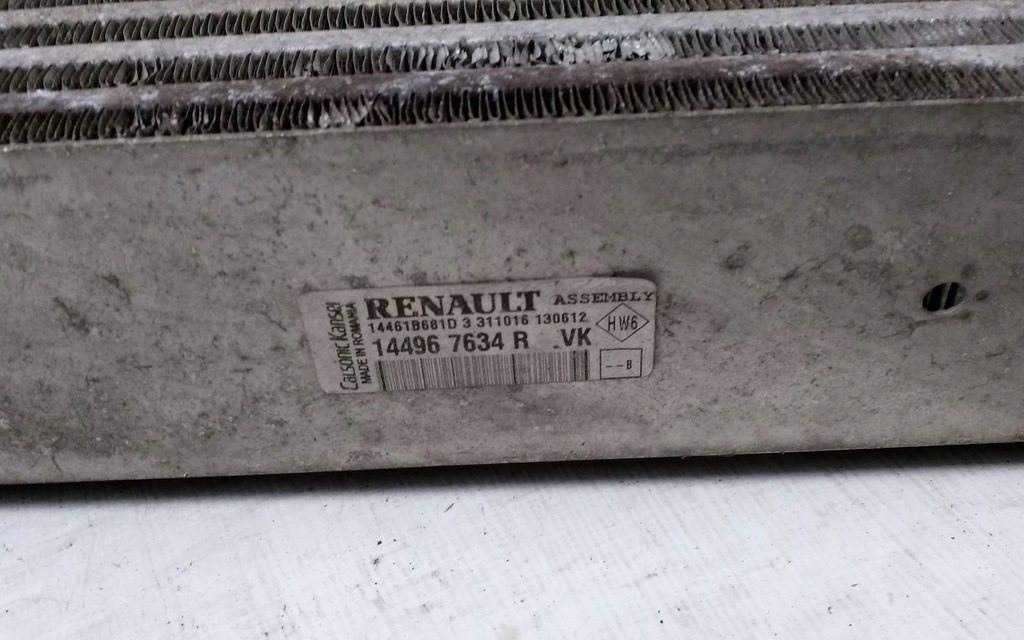 Calsonic Kansei
MADE IN ROMANIA
RENAULT ASSEMBLY
14461B681D 3 311016 130612
HW6
14496 7634 R VK
--B